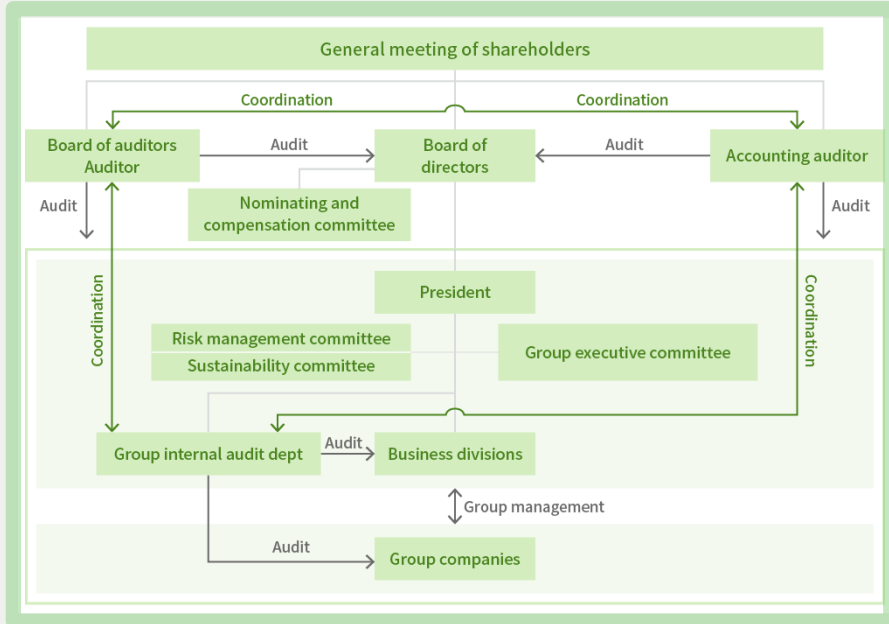 General meeting of shareholders
Coordination
Coordination
Board of auditors
Auditor
Audit
Board of
directors
Audit
Accounting auditor
Audit
Nominating and
compensation committee
Audit
Coordination
President
Coordination
Risk management committee
Sustainability committee
Group executive committee
Group internal audit dept
Audit
Business divisions
Group management
Audit
Group companies